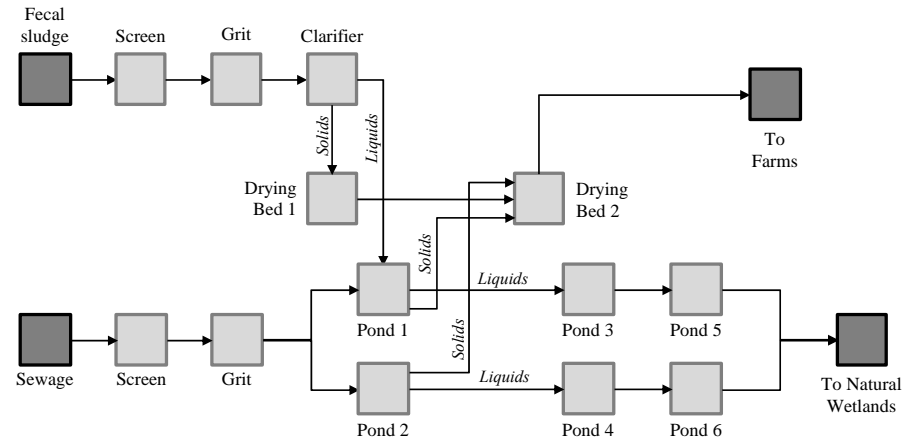 Fecal
sludge
Screen
Grit
Clarifier
Solids
Liquids
To
Farms
Drying
Bed 1
Drying
Bed 2
Solids
Liquids
Pond 1
Pond 3
Pond 5
Solids
Sewage
Screen
Grit
Liquids
Pond 2
Pond 4
Pond 6
To Natural
Wetlands